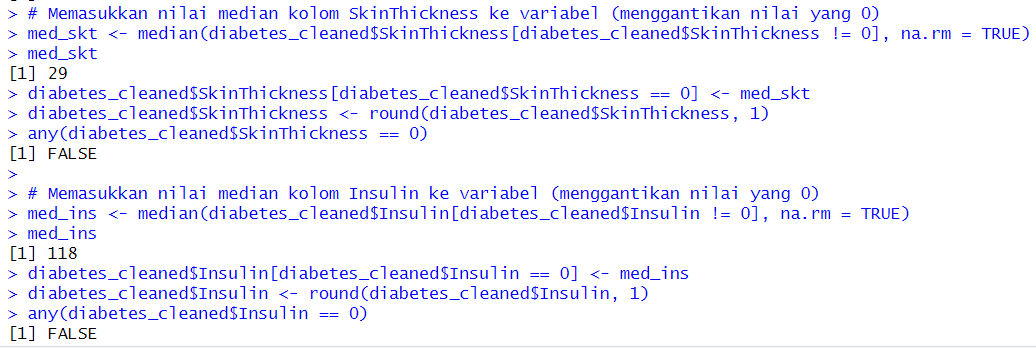 > # Memasukkan nilai median kolom SkinThickness ke variabel (menggantikan nilai yang 0)
> med_skt <- median(diabetes_cleaned$SkinThickness[diabetes_cleaned$SkinThickness != 0], na.rm = TRUE)
> med_skt
[1] 29
> diabetes_cleaned$SkinThickness[diabetes_cleaned$SkinThickness == 0] <- med_skt
> diabetes_cleaned$SkinThickness <- round(diabetes_cleaned$SkinThickness, 1)
> any(diabetes_cleaned$SkinThickness == 0)
[1] FALSE
>
> # Memasukkan nilai median kolom Insulin ke variabel (menggantikan nilai yang 0)
> med_ins <- median(diabetes_cleaned$Insulin[diabetes_cleaned$Insulin != 0], na.rm = TRUE)
> med_ins
[1] 118
> diabetes_cleaned$Insulin[diabetes_cleaned$Insulin == 0] <- med_ins
> diabetes_cleaned$Insulin <- round(diabetes_cleaned$Insulin, 1)
> any(diabetes_cleaned$Insulin == 0)
[1] FALSE